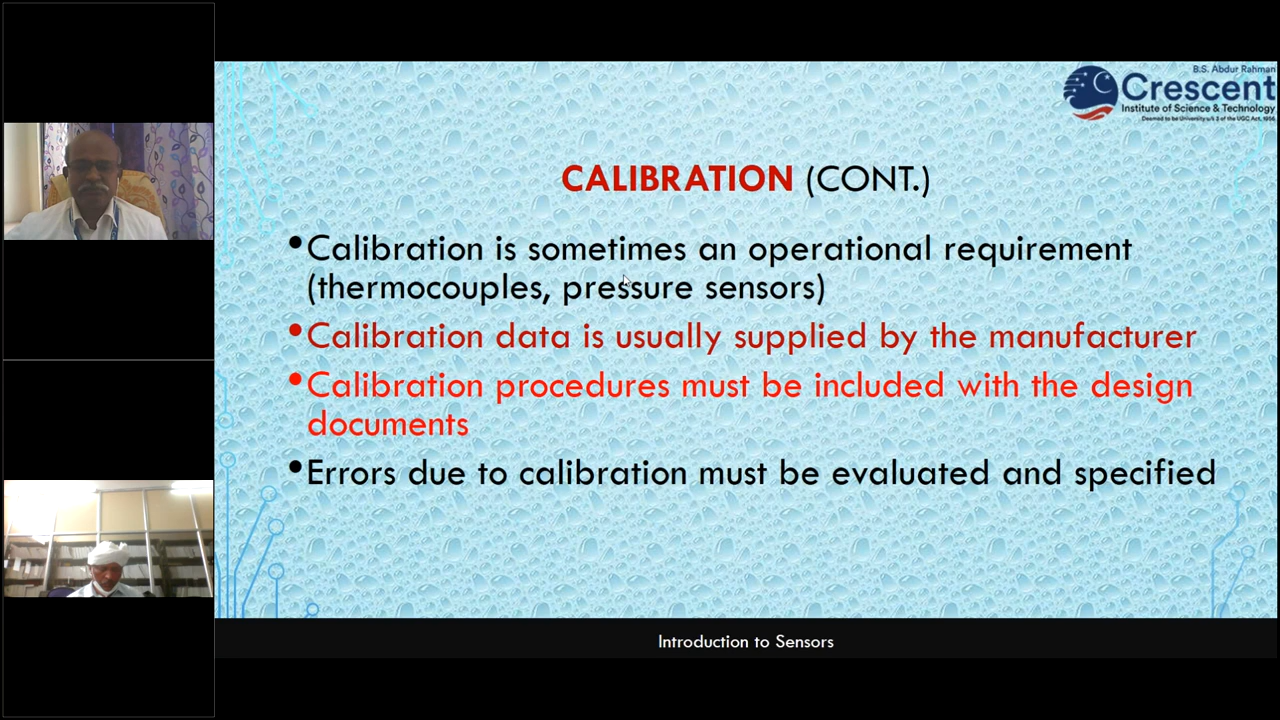 B.S. Abdur Rahman
Crescent
Institute of Science & Technology
Deemed to be University u/s 3 of the UGC Act, 1956
CALIBRATION (CONT.)
•Calibration is sometimes an operational requirement
(thermocouples, pressure sensors)
•Calibration data is usually supplied by the manufacturer
•Calibration procedures must be included with the design
documents
•Errors due to calibration must be evaluated and specified
Introduction to Sensors